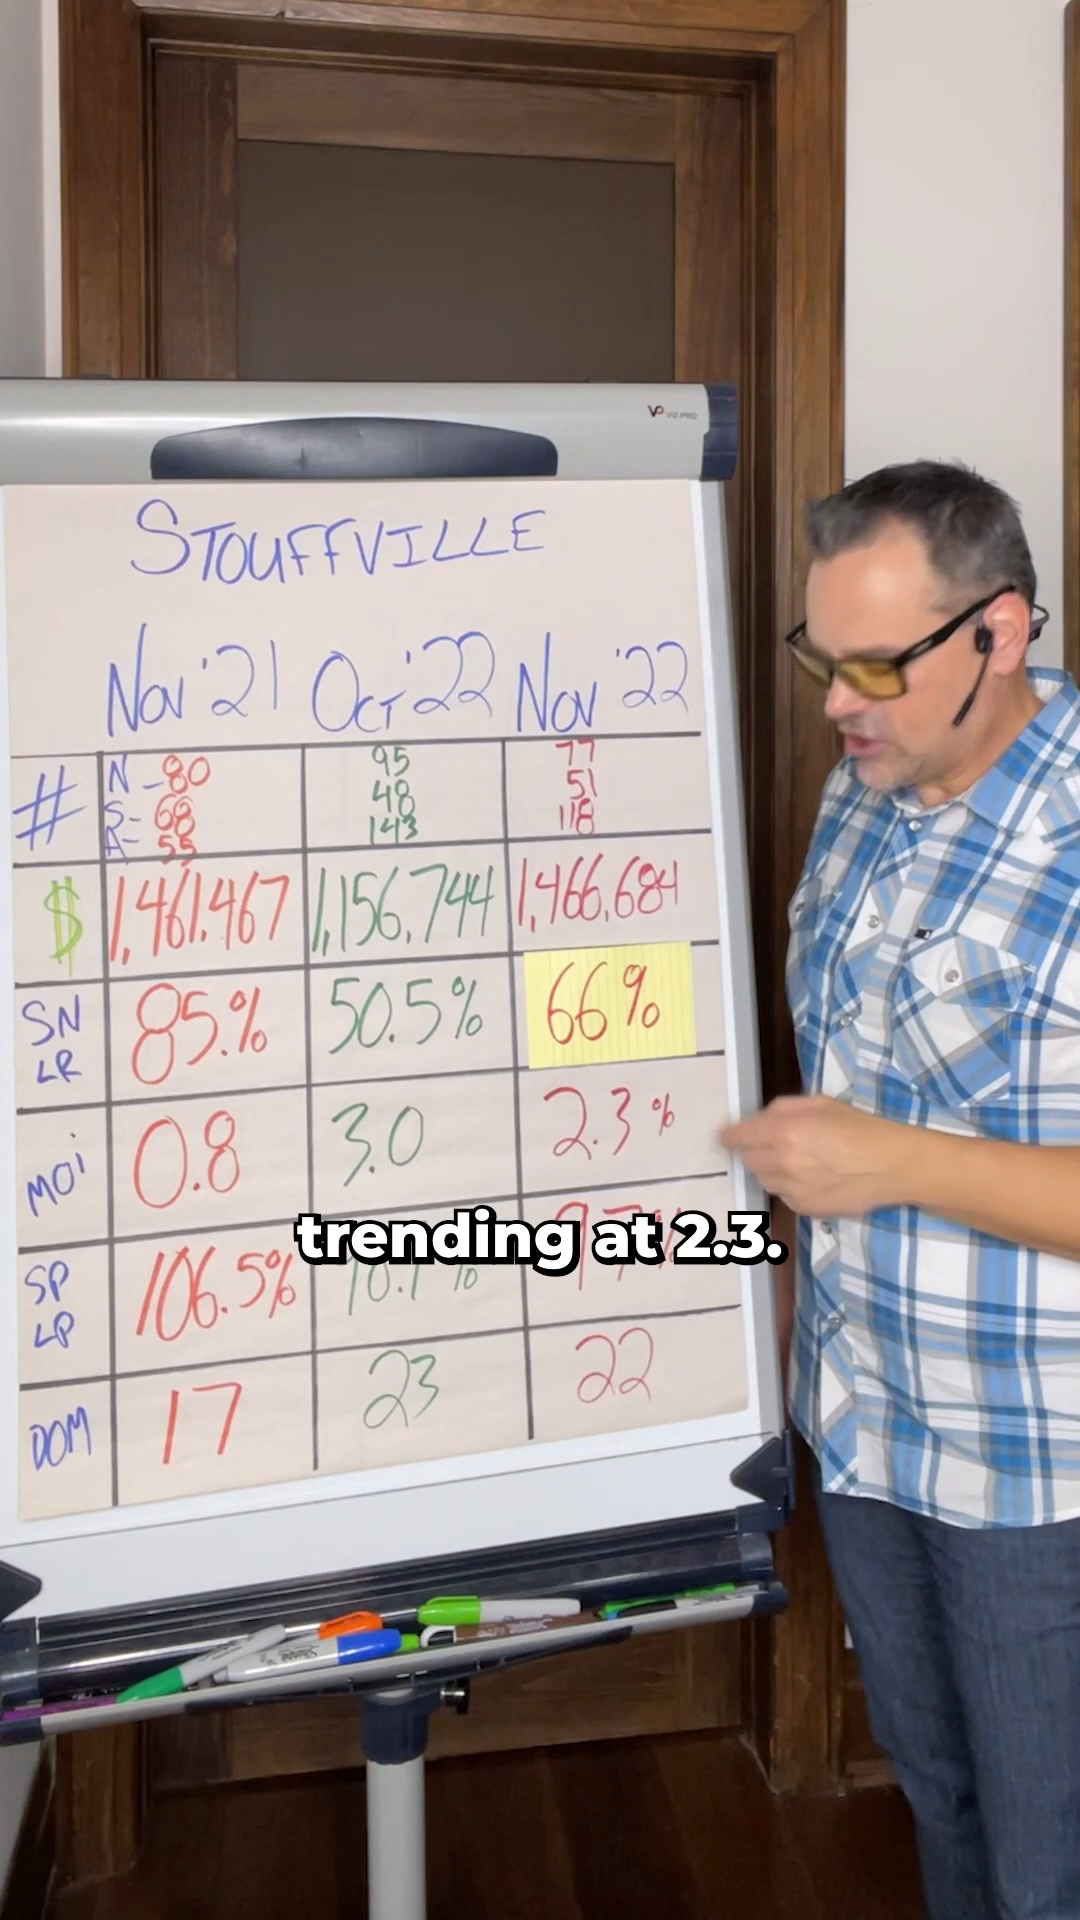 VP VIZ-PRO
STOUFFVILLE
Nov '21 Oct '22 Nov '22
# N - 80 95 77
S - 68 48 51
A - 55 143 118
$ 1,461,467 1,156,744 1,466,684
SN LR 85.% 50.5% 66%
MOi 0.8 3.0 2.3%
trending at 2.3.
SP LP 106.5%
DOM 17 23 22